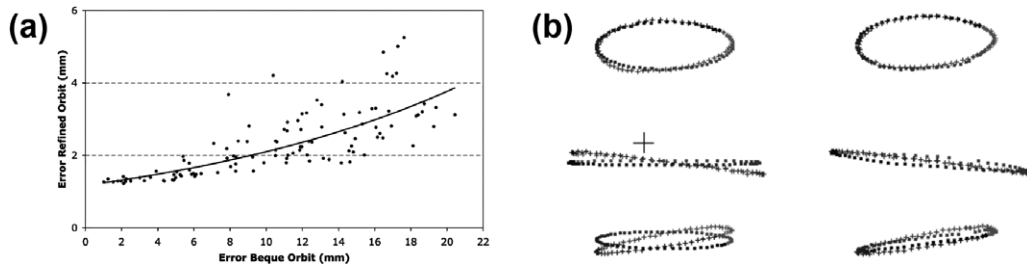 (a)
Error Refined Orbit (mm)
6
4
2
0
0 2 4 6 8 10 12 14 16 18 20 22
Error Beque Orbit (mm)
(b)